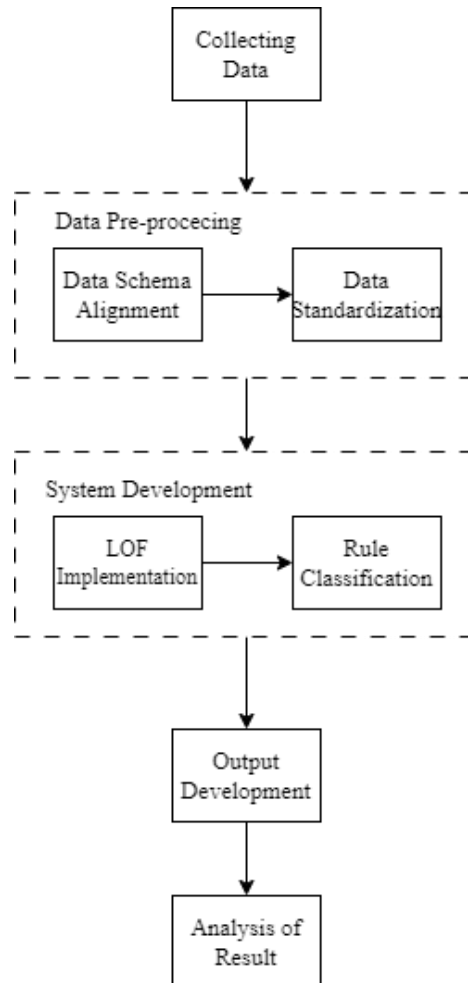 Collecting
Data
Data Pre-procecing
Data Schema
Alignment
Data
Standardization
System Development
LOF
Implementation
Rule
Classification
Output
Development
Analysis of
Result